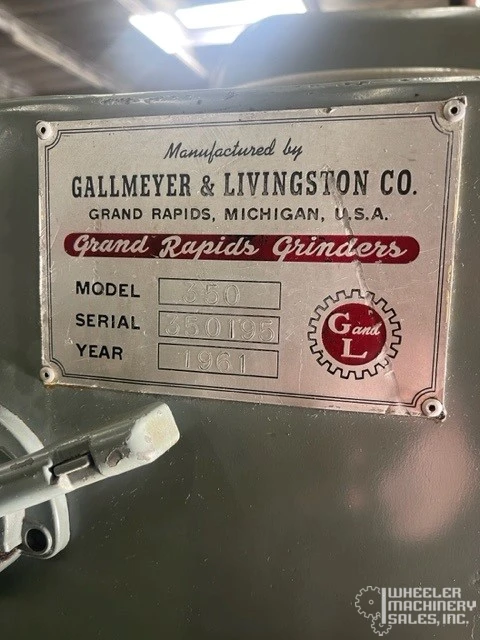 Manufactured by
GALLMEYER & LIVINGSTON CO.
GRAND RAPIDS, MICHIGAN, U.S.A.
Grand Rapids Grinders
MODEL 350
SERIAL 350195
YEAR 1961
G and L
WHEELER
MACHINERY
SALES, INC.